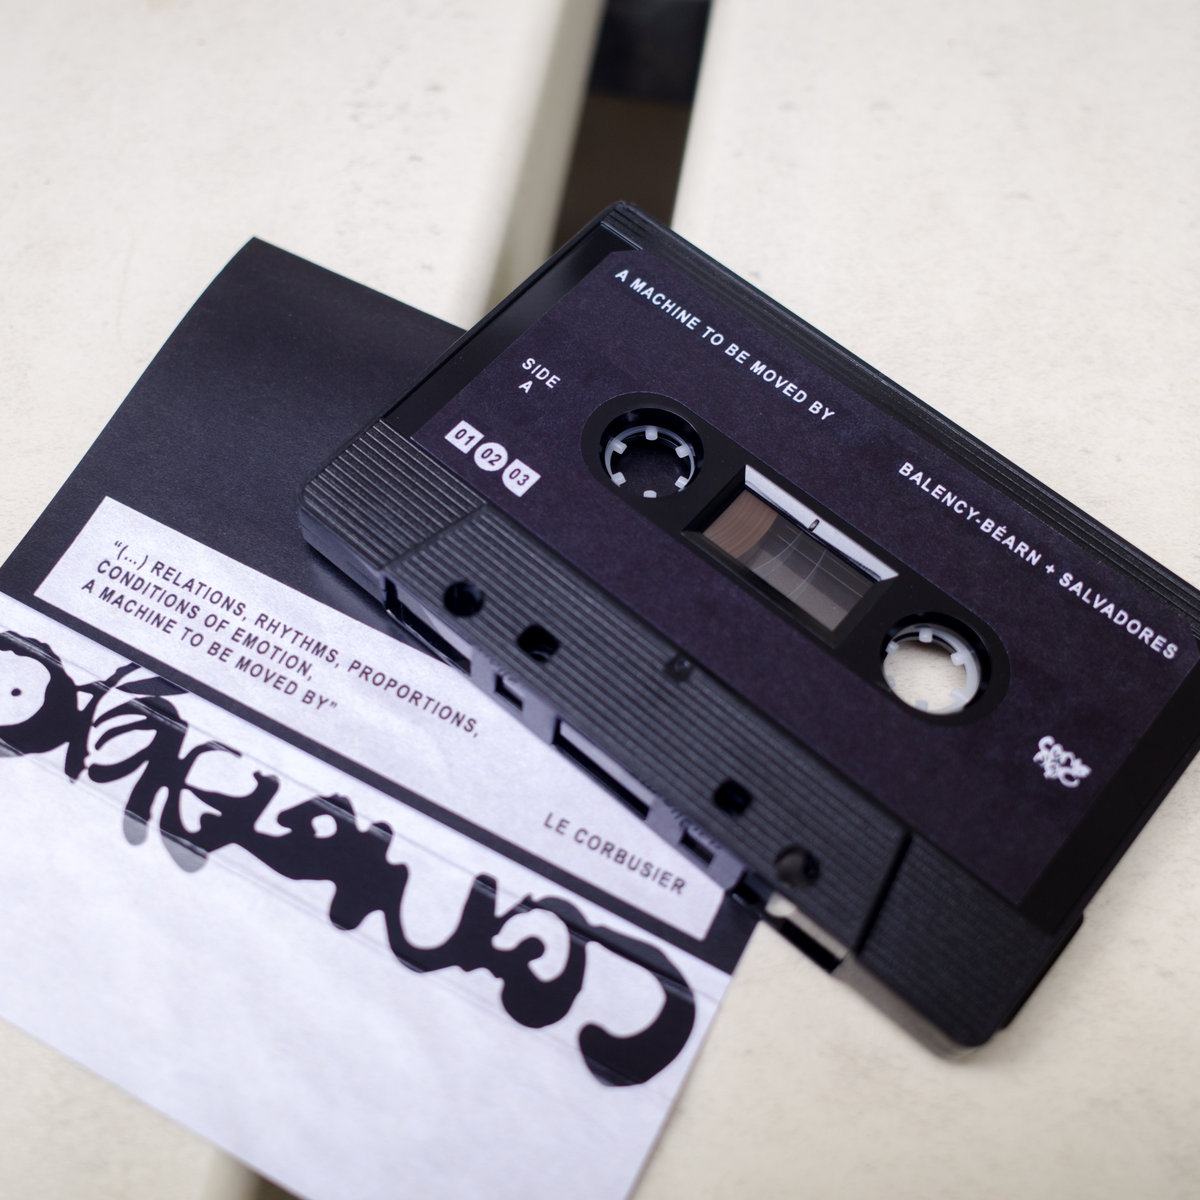 A MACHINE TO BE MOVED BY
BALENCY-BÉARN + SALVADORES
SIDE
A
01 02 03
"(...) RELATIONS, RHYTHMS, PROPORTIONS,
CONDITIONS OF EMOTION,
A MACHINE TO BE MOVED BY"
LE CORBUSIER